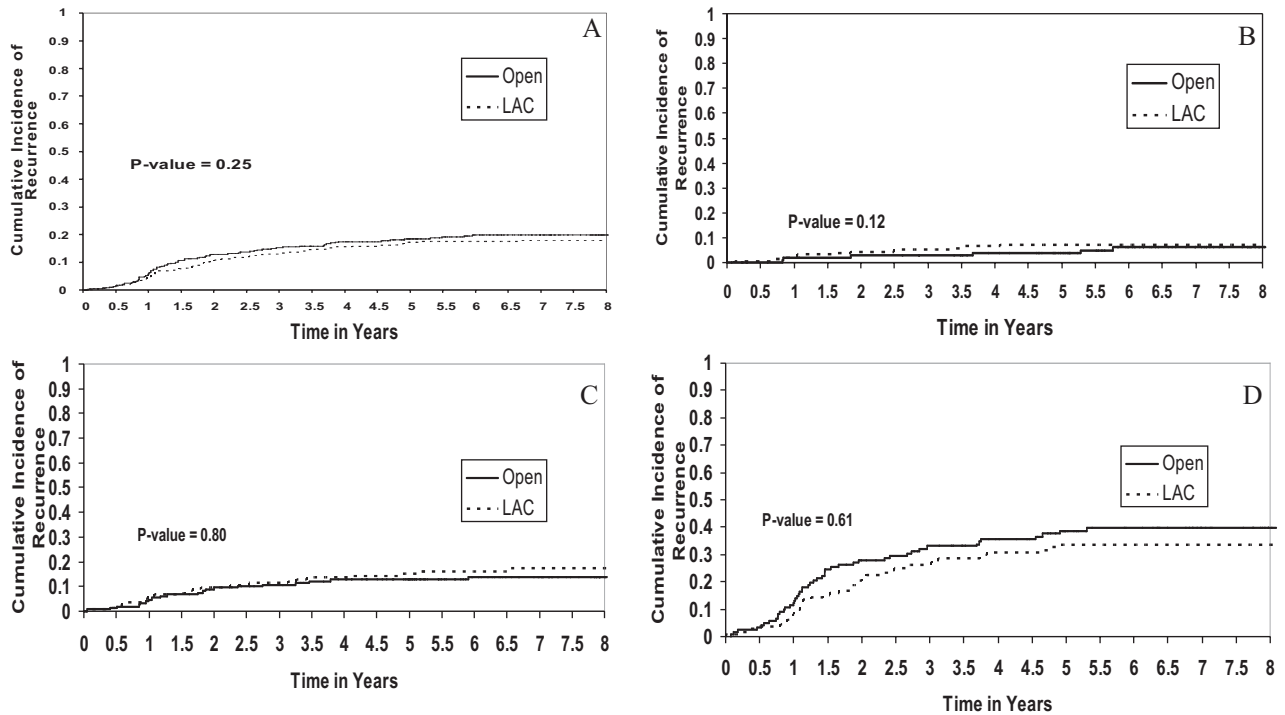 A
Cumulative Incidence of
Recurrence
1
0.9
0.8
0.7
0.6
0.5
0.4
0.3
0.2
0.1
0
Open
LAC
P-value = 0.25
0 0.5 1 1.5 2 2.5 3 3.5 4 4.5 5 5.5 6 6.5 7 7.5 8
Time in Years
B
Cumulative Incidence of
Recurrence
1
0.9
0.8
0.7
0.6
0.5
0.4
0.3
0.2
0.1
0
Open
LAC
P-value = 0.12
0 0.5 1 1.5 2 2.5 3 3.5 4 4.5 5 5.5 6 6.5 7 7.5 8
Time in Years
C
Cumulative Incidence of
Recurrence
1
0.9
0.8
0.7
0.6
0.5
0.4
0.3
0.2
0.1
0
Open
LAC
P-value = 0.80
0 0.5 1 1.5 2 2.5 3 3.5 4 4.5 5 5.5 6 6.5 7 7.5 8
Time in Years
D
Cumulative Incidence of
Recurrence
1
0.9
0.8
0.7
0.6
0.5
0.4
0.3
0.2
0.1
0
Open
LAC
P-value = 0.61
0 0.5 1 1.5 2 2.5 3 3.5 4 4.5 5 5.5 6 6.5 7 7.5 8
Time in Years